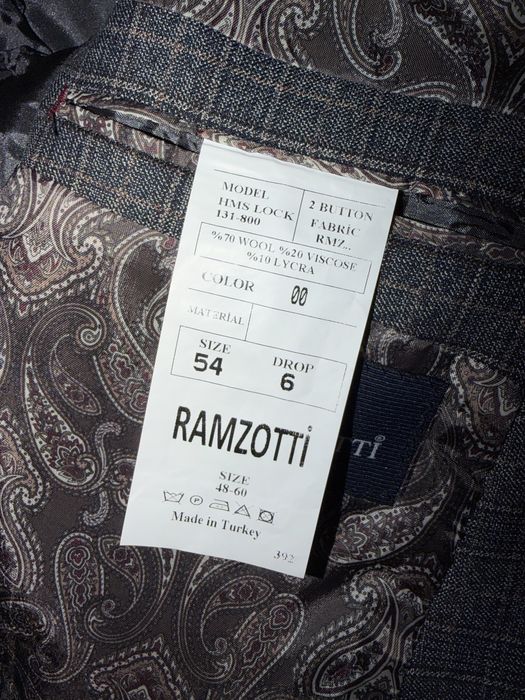 MODEL
HMS LOCK
131-800
2 BUTTON
FABRİC
RMZ..
%70 WOOL %20 VISCOSE
%10 LYCRA
COLOR 00
MATERİAL
SIZE
54
DROP
6
RAMZOTTİ
SIZE
48-60
Made in Turkey
392
TTİ